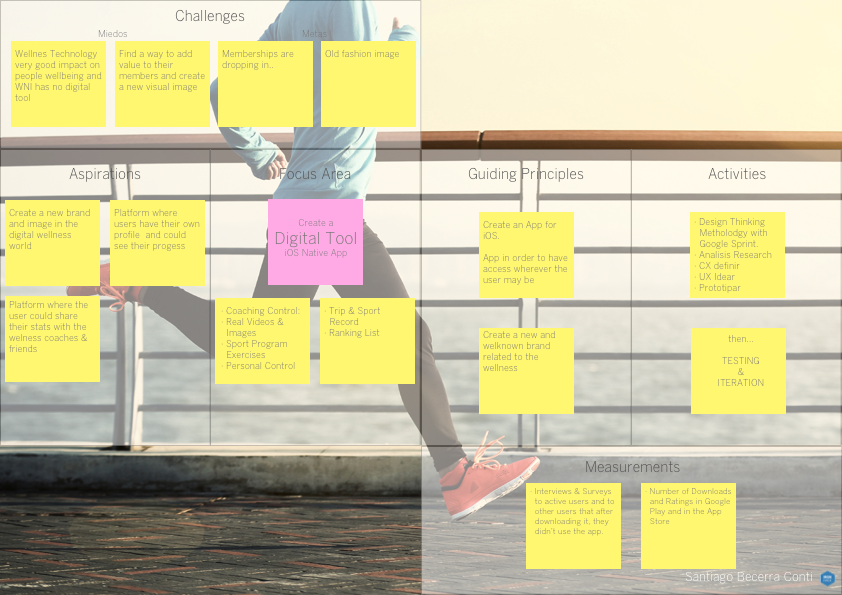 Challenges
Miedos
Metas
Wellnes Technology
very good impact on
people wellbeing and
WNI has no digital
tool
Find a way to add
value to their
members and create
a new visual image
Memberships are
dropping in..
Old fashion image
Aspirations
Create a new brand
and image in the
digital wellness
world
Platform where
users have their own
profile and could
see their progess
Platform where the
user could share
their stats with the
welness coaches &
friends
Focus Area
Create a
Digital Tool
iOS Native App
· Coaching Control:
· Real Videos &
Images
Sport Program
Exercises
· Personal Control
· Trip & Sport
Record
· Ranking List
Guiding Principles
Create an App for
iOS.
App in order to have
access wherever the
user may be
Create a new and
welknown brand
related to the
wellness
Activities
· Design Thinking
Metholodgy with
Google Sprint.
· Analisis Research
· CX definir
· UX Idear
· Prototipar
then...
TESTING
&
ITERATION
Measurements
Interviews & Surveys
to active users and to
other users that after
downloading it, they
didn't use the app.
Number of Downloads
and Ratings in Google
Play and in the App
Store
Santiago Becerra Conti